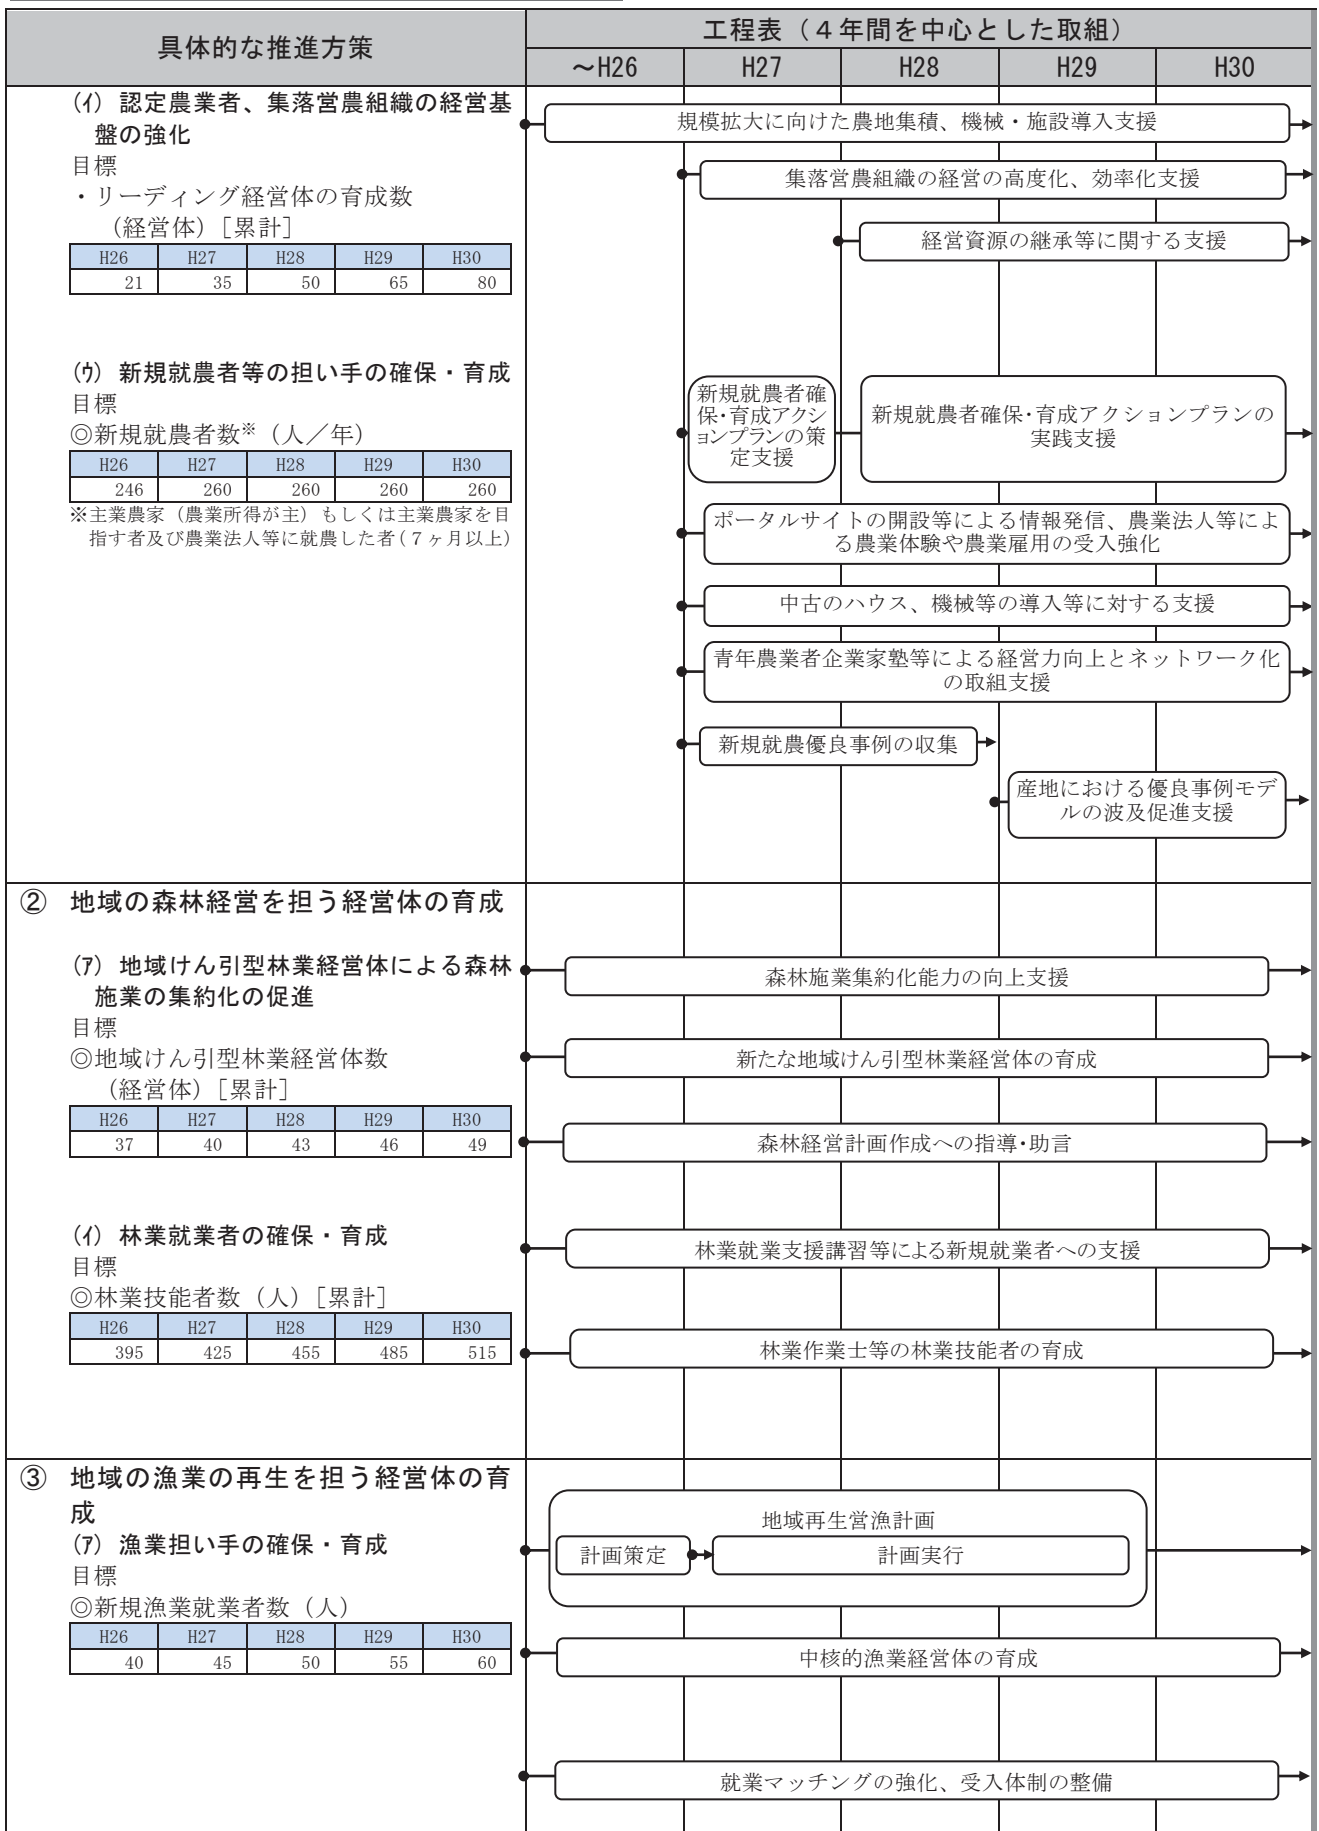 具体的な推進方策
工程表（４年間を中心とした取組）
～H26 H27 H28 H29 H30
(ｲ) 認定農業者、集落営農組織の経営基
盤の強化
目標
・リーディング経営体の育成数
（経営体）［累計］
H26 H27 H28 H29 H30
21 35 50 65 80
規模拡大に向けた農地集積、機械・施設導入支援
集落営農組織の経営の高度化、効率化支援
経営資源の継承等に関する支援
(ｳ) 新規就農者等の担い手の確保・育成
目標
◎新規就農者数※（人／年）
H26 H27 H28 H29 H30
246 260 260 260 260
※主業農家（農業所得が主）もしくは主業農家を目
指す者及び農業法人等に就農した者(７ヶ月以上)
新規就農者確
保･育成アクシ
ョンプランの策
定支援
新規就農者確保･育成アクションプランの
実践支援
ポータルサイトの開設等による情報発信、農業法人等によ
る農業体験や農業雇用の受入強化
中古のハウス、機械等の導入等に対する支援
青年農業者企業家塾等による経営力向上とネットワーク化
の取組支援
新規就農優良事例の収集
産地における優良事例モデ
ルの波及促進支援
② 地域の森林経営を担う経営体の育成
(ｱ) 地域けん引型林業経営体による森林
施業の集約化の促進
目標
◎地域けん引型林業経営体数
（経営体）［累計］
H26 H27 H28 H29 H30
37 40 43 46 49
森林施業集約化能力の向上支援
新たな地域けん引型林業経営体の育成
森林経営計画作成への指導･助言
(ｲ) 林業就業者の確保・育成
目標
◎林業技能者数（人）［累計］
H26 H27 H28 H29 H30
395 425 455 485 515
林業就業支援講習等による新規就業者への支援
林業作業士等の林業技能者の育成
③ 地域の漁業の再生を担う経営体の育
成
(ｱ) 漁業担い手の確保・育成
目標
◎新規漁業就業者数（人）
H26 H27 H28 H29 H30
40 45 50 55 60
地域再生営漁計画
計画策定
計画実行
中核的漁業経営体の育成
就業マッチングの強化、受入体制の整備